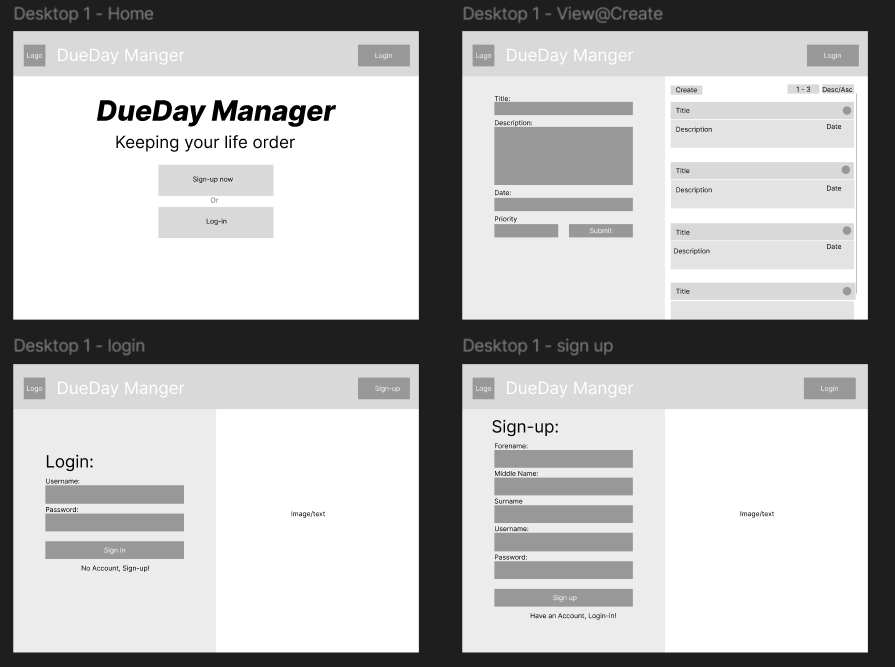 Desktop 1 - Home
Logo
DueDay Manger
Login
DueDay Manager
Keeping your life order
Sign-up now
Or
Log-in
Desktop 1 - View@Create
Logo
DueDay Manger
Login
Title:
Description:
Date:
Priority
Submit
Create
1 - 3
Desc/Asc
Title
Description
Date
Title
Description
Date
Title
Description
Date
Title
Desktop 1 - login
Logo
DueDay Manger
Sign-up
Login:
Username:
Password:
Sign in
No Account, Sign-up!
Image/text
Desktop 1 - sign up
Logo
DueDay Manger
Login
Sign-up:
Forename:
Middle Name:
Surname
Username:
Password:
Sign up
Have an Account, Login-in!
Image/text